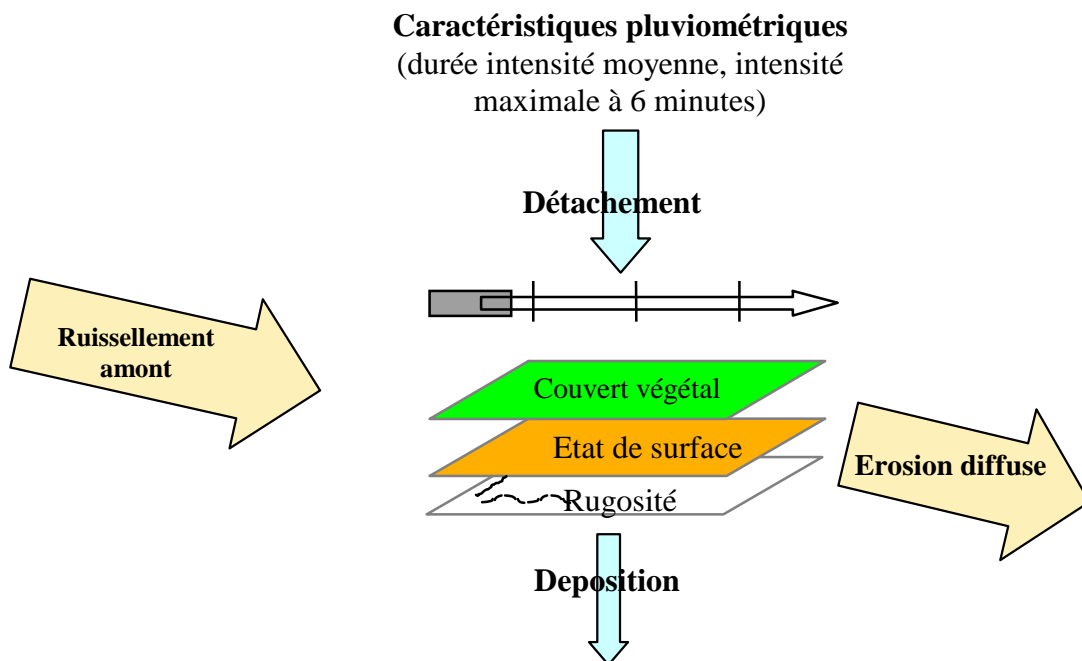 Caractéristiques pluviométriques
(durée intensité moyenne, intensité
maximale à 6 minutes)
Détachement
Ruissellement
amont
Couvert végétal
Etat de surface
Erosion diffuse
Rugosité
Deposition